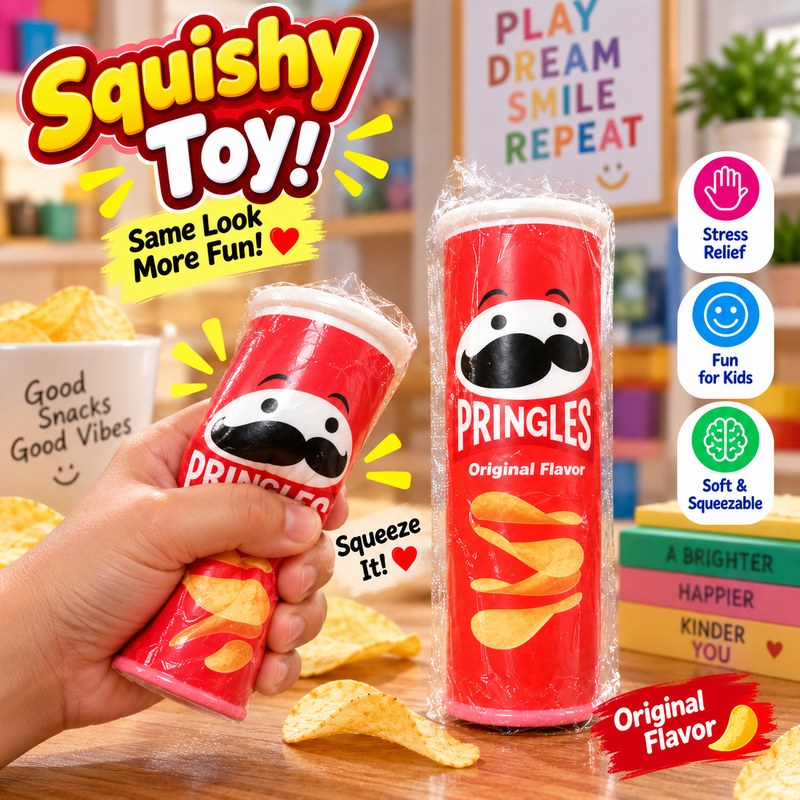 Squishy
Toy!
Same Look
More Fun!
PLAY
DREAM
SMILE
REPEAT
Stress
Relief
Fun
for Kids
Soft &
Squeezable
Good
Snacks
Good Vibes
PRINGLES
Squeeze
It!
PRINGLES
Original Flavor
A BRIGHTER
HAPPIER
KINDER
YOU
Original
Flavor